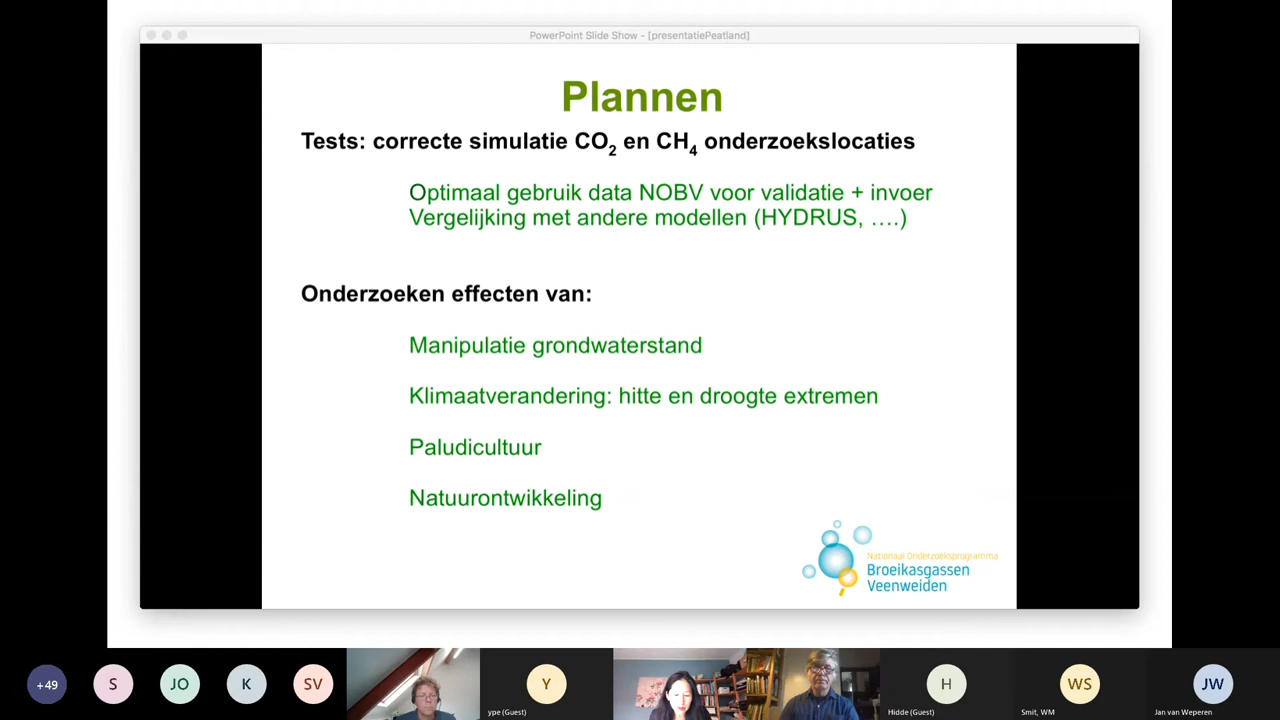 PowerPoint Slide Show - [presentatiePeatland]
Plannen
Tests: correcte simulatie CO2 en CH4 onderzoekslocaties
Optimaal gebruik data NOBV voor validatie + invoer
Vergelijking met andere modellen (HYDRUS, ….)
Onderzoeken effecten van:
Manipulatie grondwaterstand
Klimaatverandering: hitte en droogte extremen
Paludicultuur
Natuurontwikkeling
Nationaal Onderzoeksprogramma
Broeikasgassen
Veenweiden
+49
S
JO
K
SV
Y
ype (Guest)
H
Hidde (Guest)
WS
Smit, WM
JW
Jan van Weperen